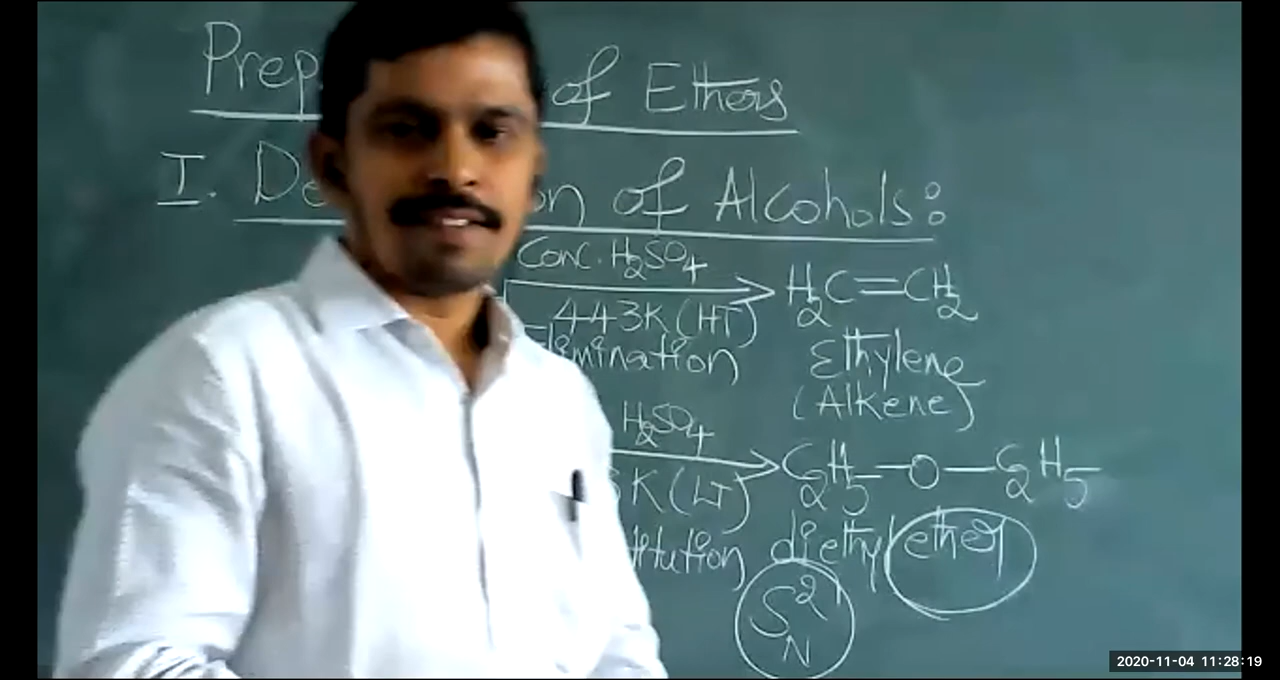 Prep of Ethers
I. De on of Alcohols:
Conc. H2SO4
443K (HT)
H2C=CH2
Elimination
Ethylene
(Alkene)
H2SO4
K (LT)
C2H5-O-C2H5
titution
diethyl ether
SN2
2020-11-04 11:28:19